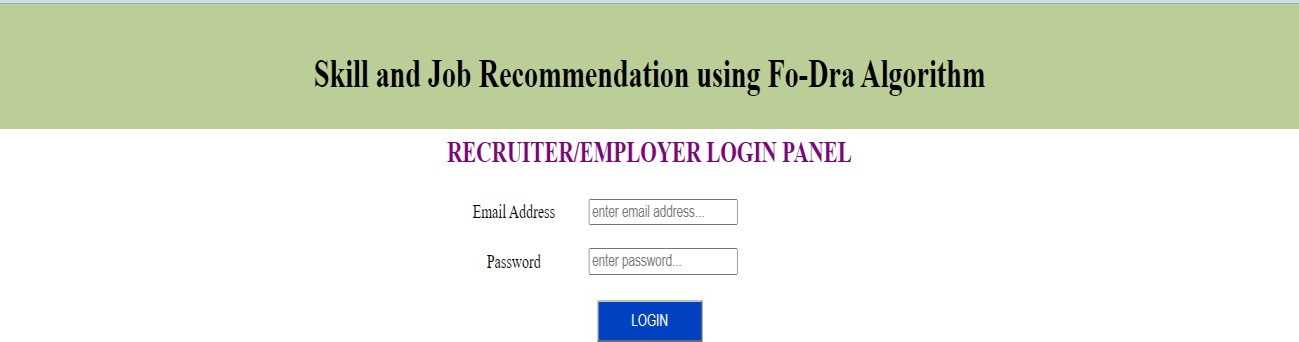 Skill and Job Recommendation using Fo-Dra Algorithm
RECRUITER/EMPLOYER LOGIN PANEL
Email Address enter email address...
Password enter password...
LOGIN